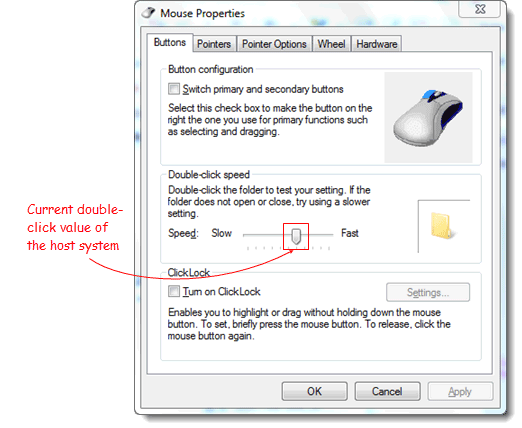 Mouse Properties
Buttons Pointers Pointer Options Wheel Hardware
Button configuration
Switch primary and secondary buttons
Select this check box to make the button on the
right the one you use for primary functions such
as selecting and dragging.
Double-click speed
Double-click the folder to test your setting. If the
folder does not open or close, try using a slower
setting.
Speed: Slow Fast
Current double-
click value of
the host system
ClickLock
Turn on ClickLock
Settings...
Enables you to highlight or drag without holding down the mouse
button. To set, briefly press the mouse button. To release, click the
mouse button again.
OK Cancel Apply